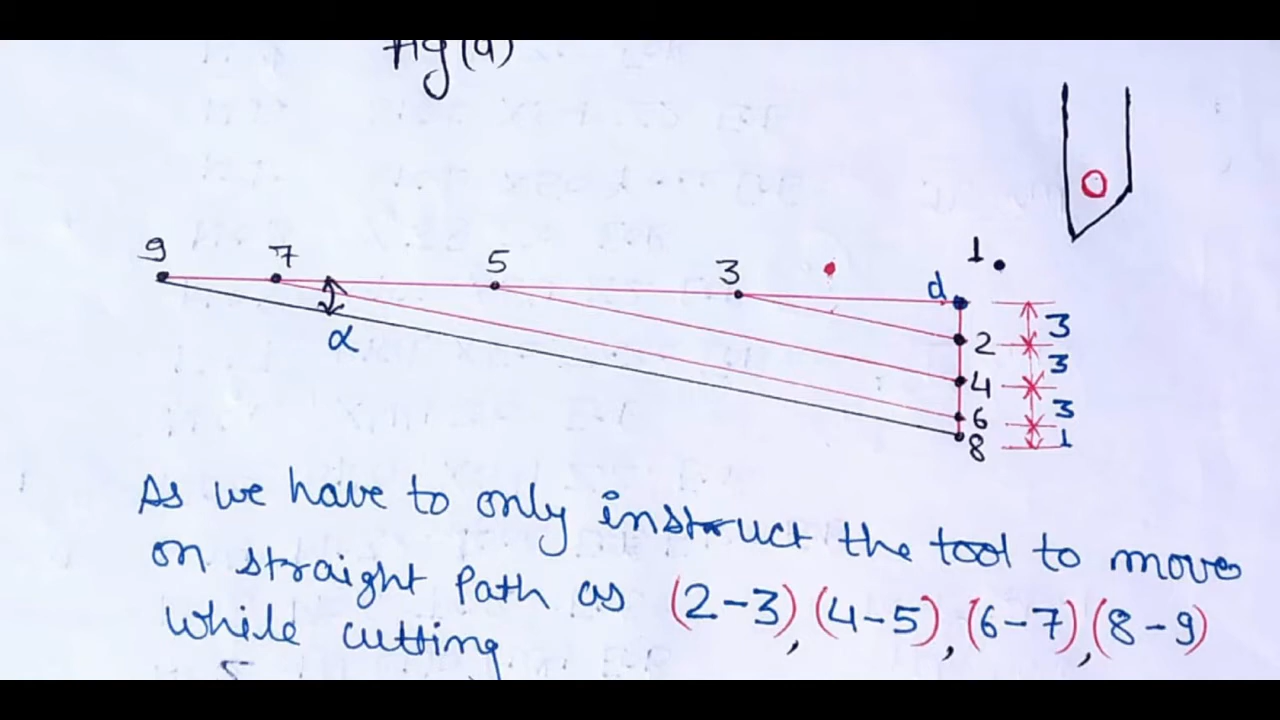 Fig (a)
9 7 5 3 d 1
O
α
2
4
6
8
3
3
3
1
As we have to only instruct the tool to move
on straight Path as (2-3), (4-5), (6-7), (8-9)
while cutting